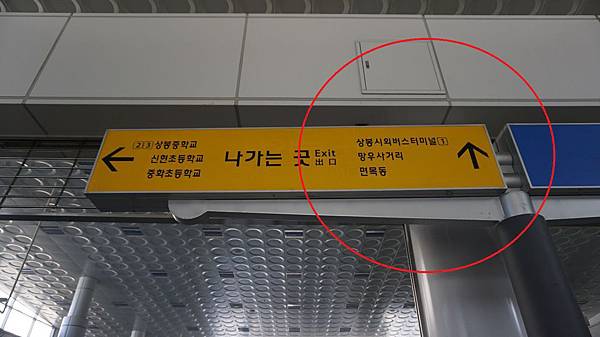 2 3 상봉중학교
신현초등학교
중화초등학교
나가는 곳 Exit
出口
상봉시외버스터미널 1
망우사거리
면목동